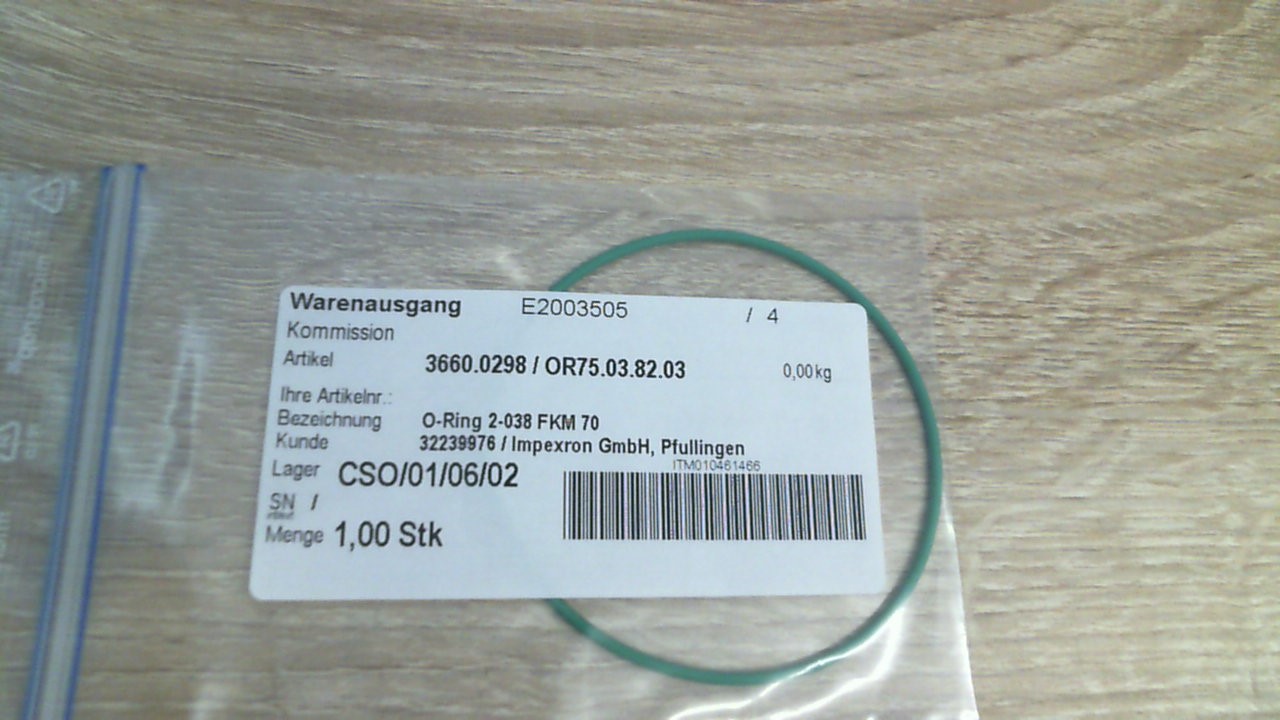 Warenausgang E2003505 / 4
Kommission
Artikel 3660.0298 / OR75.03.82.03 0,00kg
Ihre Artikelnr.:
Bezeichnung O-Ring 2-038 FKM 70
Kunde 32239976 / Impexron GmbH, Pfullingen
ITM010461466
Lager CSO/01/06/02
SN /
Menge 1,00 Stk